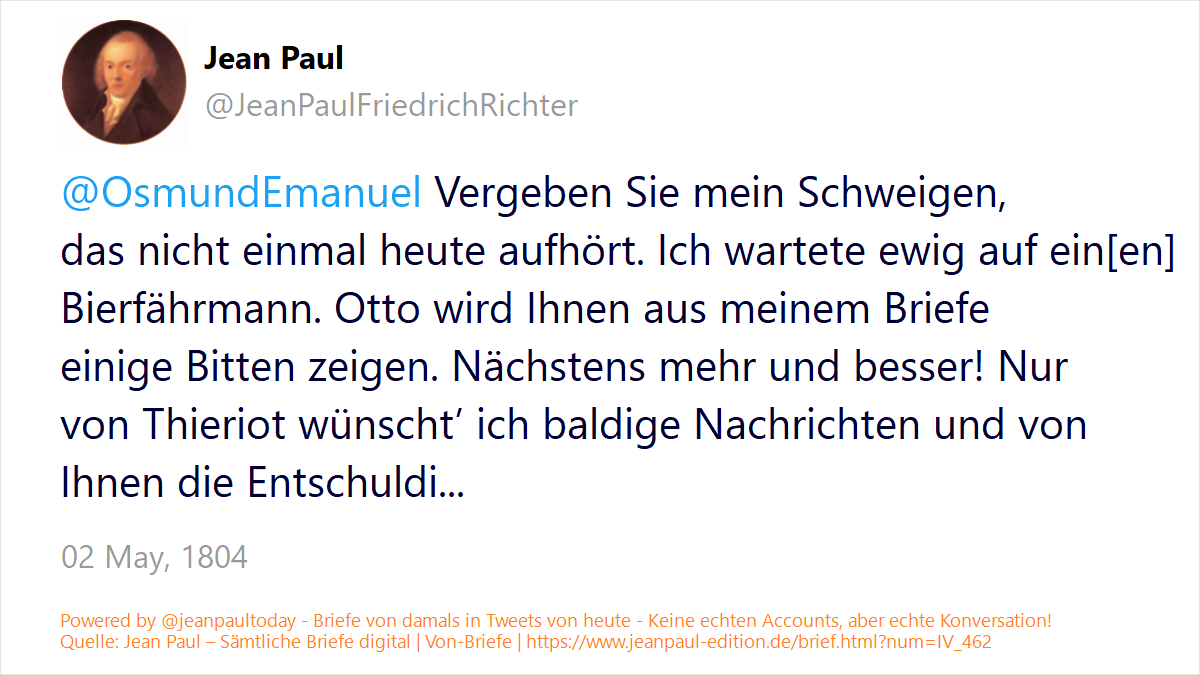 Jean Paul
@JeanPaulFriedrichRichter
@OsmundEmanuel Vergeben Sie mein Schweigen,
das nicht einmal heute aufhört. Ich wartete ewig auf ein[en]
Bierfährmann. Otto wird Ihnen aus meinem Briefe
einige Bitten zeigen. Nächstens mehr und besser! Nur
von Thieriot wünscht’ ich baldige Nachrichten und von
Ihnen die Entschuldi...
02 May, 1804
Powered by @jeanpaultoday - Briefe von damals in Tweets von heute - Keine echten Accounts, aber echte Konversation!
Quelle: Jean Paul – Sämtliche Briefe digital | Von-Briefe | https://www.jeanpaul-edition.de/brief.html?num=IV_462